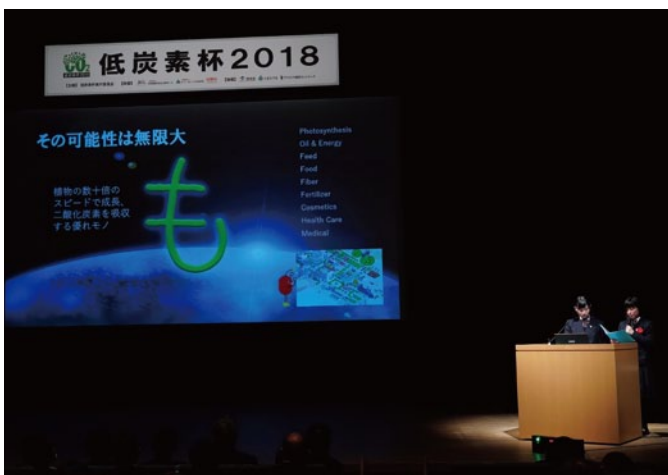 CO₂
低炭素杯2018
その可能性は無限大
植物の数十倍の
スピードで成長、
二酸化炭素を吸収
する優れモノ
も
Photosynthesis
Oil & Energy
Feed
Food
Fiber
Fertilizer
Cosmetics
Health Care
Medical